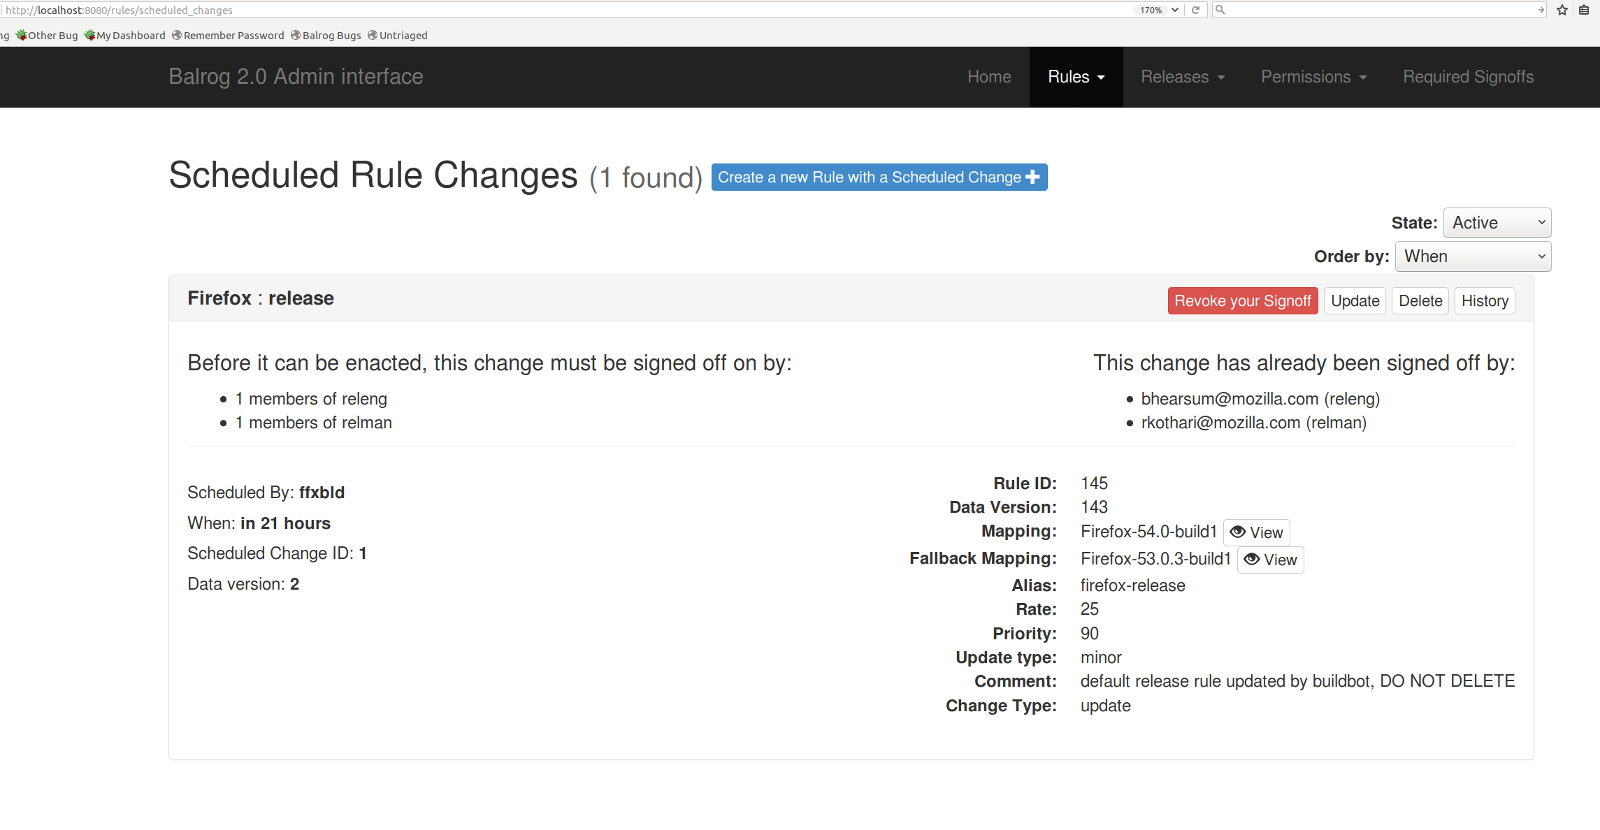 http://localhost:8080/rules/scheduled_changes 170%
ng Other Bug My Dashboard Remember Password Balrog Bugs Untriaged
Balrog 2.0 Admin interface Home Rules Releases Permissions Required Signoffs
Scheduled Rule Changes (1 found) Create a new Rule with a Scheduled Change
State: Active
Order by: When
Firefox : release Revoke your Signoff Update Delete History
Before it can be enacted, this change must be signed off on by:
1 members of releng
1 members of relman
This change has already been signed off by:
bhearsum@mozilla.com (releng)
rkothari@mozilla.com (relman)
Scheduled By: ffxbld
When: in 21 hours
Scheduled Change ID: 1
Data version: 2
Rule ID: 145
Data Version: 143
Mapping: Firefox-54.0-build1 View
Fallback Mapping: Firefox-53.0.3-build1 View
Alias: firefox-release
Rate: 25
Priority: 90
Update type: minor
Comment: default release rule updated by buildbot, DO NOT DELETE
Change Type: update